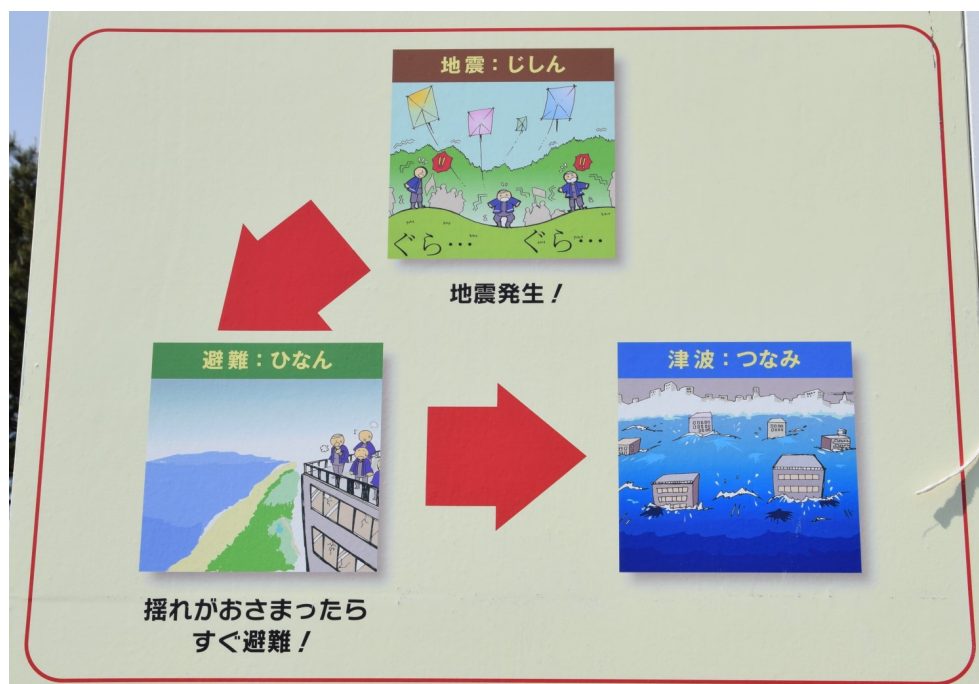 地震：じしん
!!
!!
ぐら… ぐら…
地震発生！
避難：ひなん
揺れがおさまったら
すぐ避難！
津波：つなみ